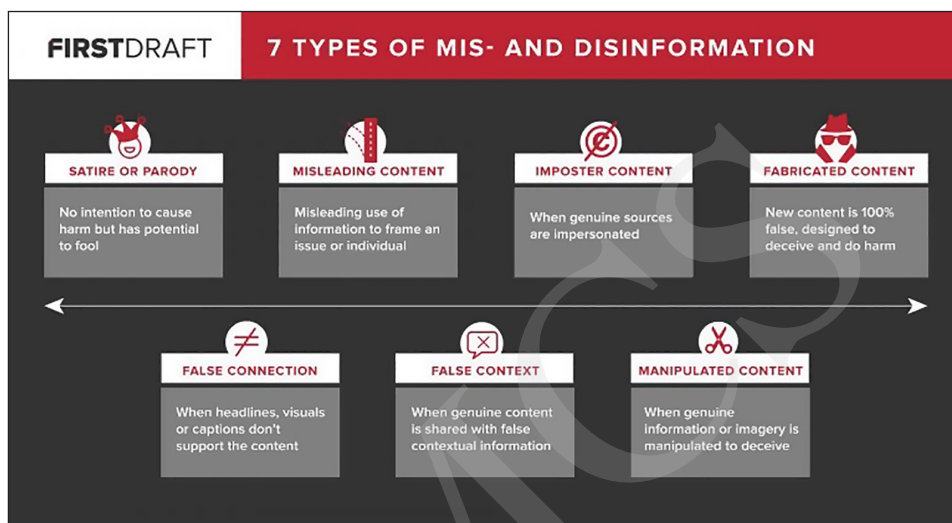 FIRSTDRAFT
7 TYPES OF MIS- AND DISINFORMATION
SATIRE OR PARODY
No intention to cause
harm but has potential
to fool
MISLEADING CONTENT
Misleading use of
information to frame an
issue or individual
IMPOSTER CONTENT
When genuine sources
are impersonated
FABRICATED CONTENT
New content is 100%
false, designed to
deceive and do harm
FALSE CONNECTION
When headlines, visuals
or captions don't
support the content
FALSE CONTEXT
When genuine content
is shared with false
contextual information
MANIPULATED CONTENT
When genuine
information or imagery is
manipulated to deceive